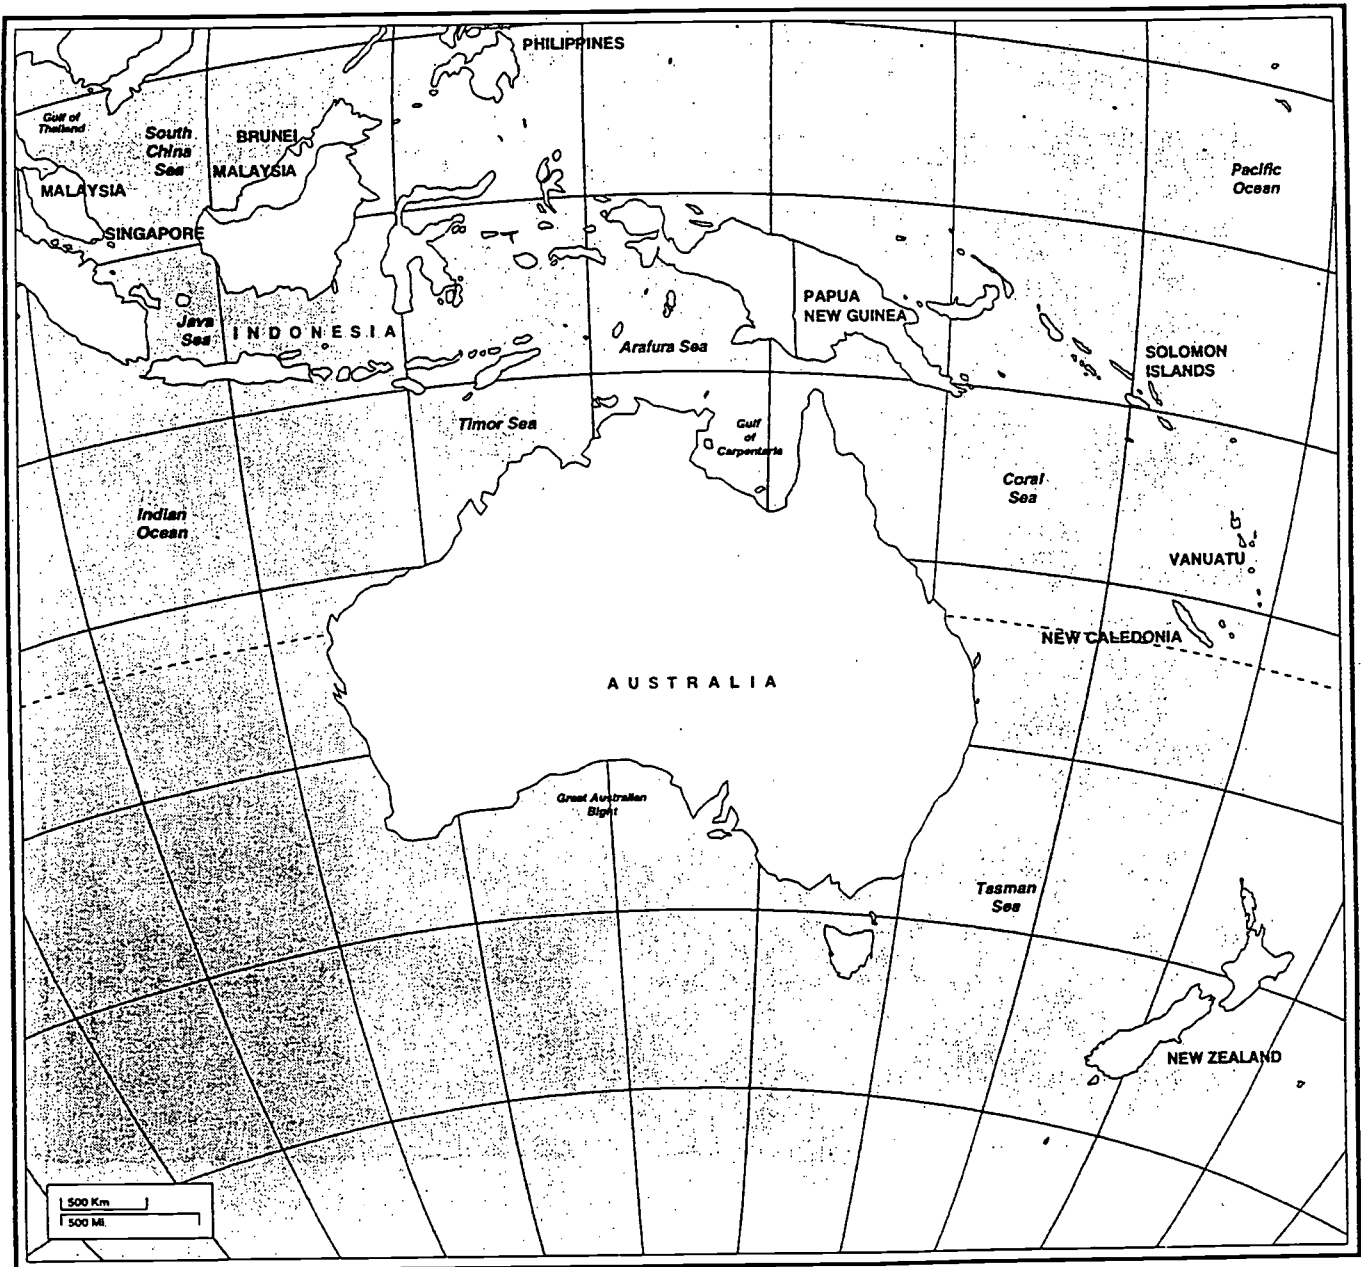 PHILIPPINES
Gulf of
Thailand
South
China
Sea
BRUNEI
MALAYSIA
MALAYSIA
Pacific
Ocean
SINGAPORE
Java
Sea
INDONESIA
PAPUA
NEW GUINEA
Arafura Sea
SOLOMON
ISLANDS
Timor Sea
Gulf
of
Carpentaria
Coral
Sea
Indian
Ocean
VANUATU
NEW CALEDONIA
AUSTRALIA
Great Australian
Bight
Tasman
Sea
NEW ZEALAND
500 Km
500 Mi.